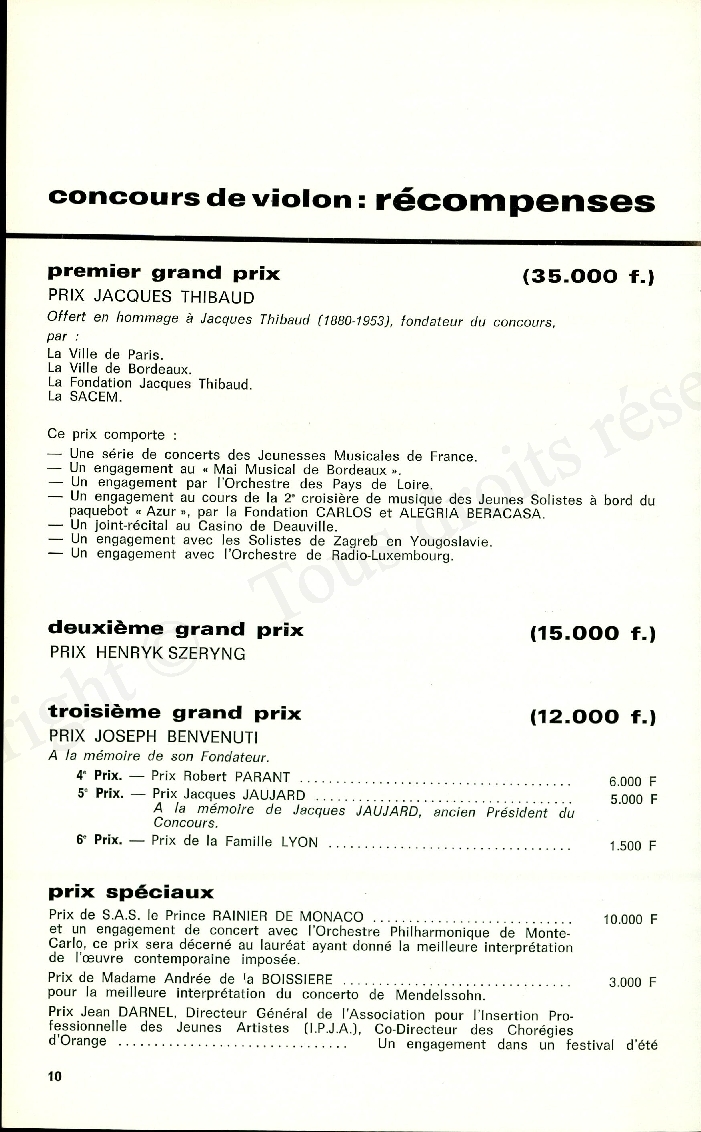 concours de violon : récompenses
premier grand prix (35.000 f.)
PRIX JACQUES THIBAUD
Offert en hommage à Jacques Thibaud (1880-1953), fondateur du concours,
par :
La Ville de Paris.
La Ville de Bordeaux.
La Fondation Jacques Thibaud.
La SACEM.
Ce prix comporte :
— Une série de concerts des Jeunesses Musicales de France.
— Un engagement au « Mai Musical de Bordeaux ».
— Un engagement par l'Orchestre des Pays de Loire.
— Un engagement au cours de la 2e croisière de musique des Jeunes Solistes à bord du
paquebot « Azur », par la Fondation CARLOS et ALEGRIA BERACASA.
— Un joint-récital au Casino de Deauville.
— Un engagement avec les Solistes de Zagreb en Yougoslavie.
— Un engagement avec l'Orchestre de Radio-Luxembourg.
deuxième grand prix (15.000 f.)
PRIX HENRYK SZERYNG
troisième grand prix (12.000 f.)
PRIX JOSEPH BENVENUTI
A la mémoire de son Fondateur.
4e Prix. — Prix Robert PARANT ..................................... 6.000 F
5e Prix. — Prix Jacques JAUJARD ................................... 5.000 F
A la mémoire de Jacques JAUJARD, ancien Président du
Concours.
6e Prix. — Prix de la Famille LYON ................................. 1.500 F
prix spéciaux
Prix de S.A.S. le Prince RAINIER DE MONACO ........................... 10.000 F
et un engagement de concert avec l'Orchestre Philharmonique de Monte-
Carlo, ce prix sera décerné au lauréat ayant donné la meilleure interprétation
de l'œuvre contemporaine imposée.
Prix de Madame Andrée de la BOISSIERE ................................ 3.000 F
pour la meilleure interprétation du concerto de Mendelssohn.
Prix Jean DARNEL, Directeur Général de l'Association pour l'Insertion Pro-
fessionnelle des Jeunes Artistes (I.P.J.A.), Co-Directeur des Chorégies
d'Orange ................................ Un engagement dans un festival d'été
10
right © - Tous droits rése